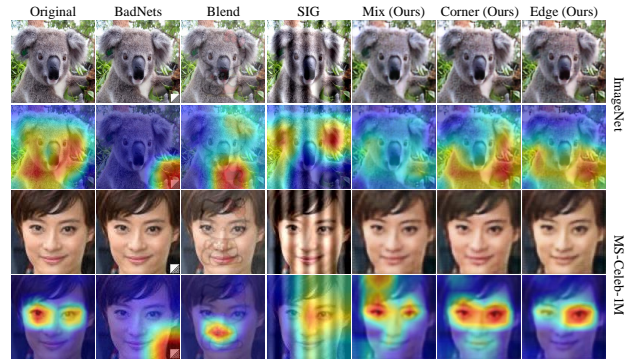 Original BadNets Blend SIG Mix (Ours) Corner (Ours) Edge (Ours)
ImageNet
MS-Celeb-1M